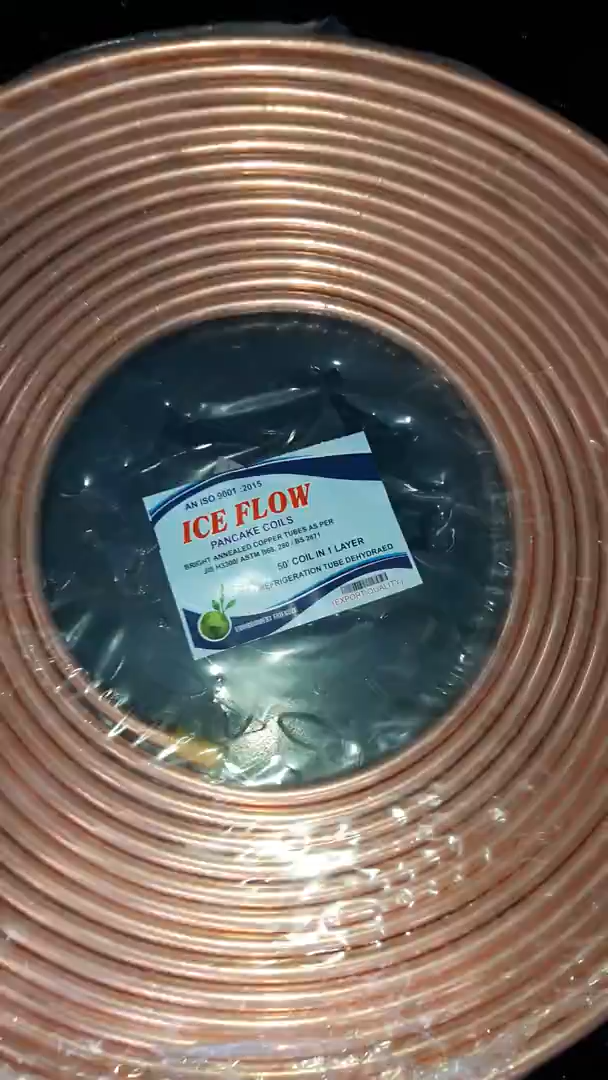 AN ISO 9001 :2015
ICE FLOW
PANCAKE COILS
BRIGHT ANNEALED COPPER TUBES AS PER
JIS H3300/ ASTM B68, 280 / BS 2871
50' COIL IN 1 LAYER
REFRIGERATION TUBE DEHYDRAED
(EXPORT QUALITY)